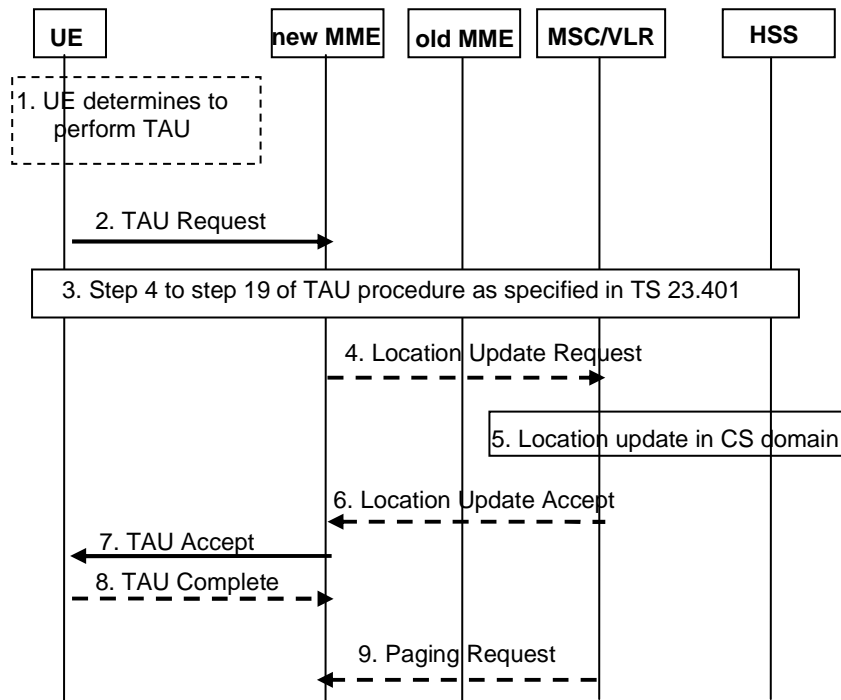 UE
new MME
old MME
MSC/VLR
HSS
1. UE determines to
perform TAU
2. TAU Request
3. Step 4 to step 19 of TAU procedure as specified in TS 23.401
4. Location Update Request
5. Location update in CS domain
6. Location Update Accept
7. TAU Accept
8. TAU Complete
9. Paging Request